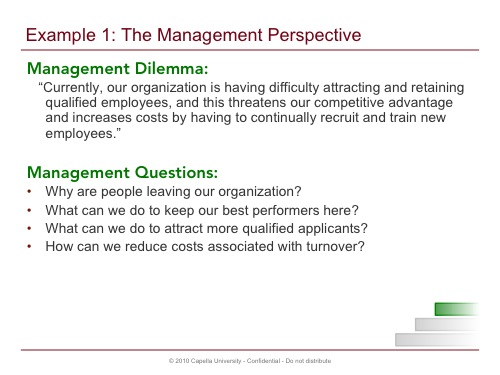 Example 1: The Management Perspective
Management Dilemma:
“Currently, our organization is having difficulty attracting and retaining
qualified employees, and this threatens our competitive advantage
and increases costs by having to continually recruit and train new
employees.”
Management Questions:
• Why are people leaving our organization?
• What can we do to keep our best performers here?
• What can we do to attract more qualified applicants?
• How can we reduce costs associated with turnover?
© 2010 Capella University - Confidential - Do not distribute